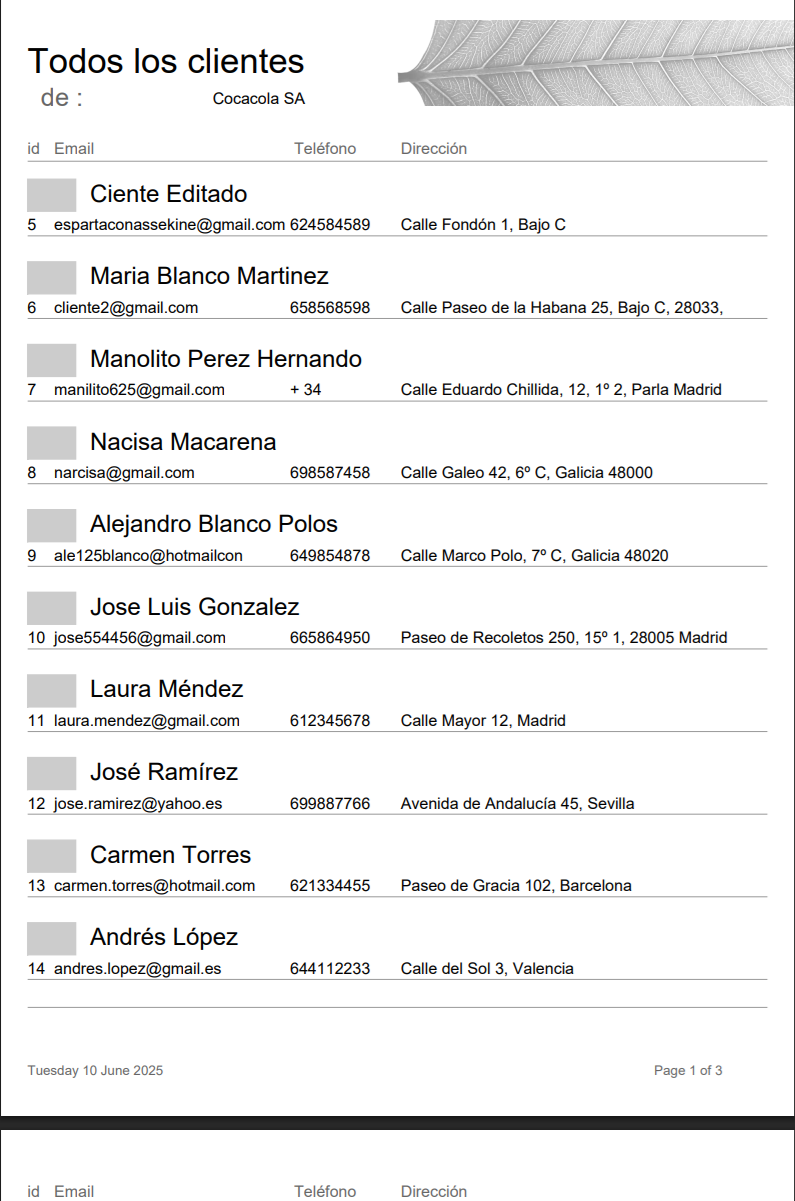 Todos los clientes
de : Cocacola SA
id Email Teléfono Dirección
Ciente Editado
5 espartaconassekine@gmail.com 624584589 Calle Fondón 1, Bajo C
Maria Blanco Martinez
6 cliente2@gmail.com 658568598 Calle Paseo de la Habana 25, Bajo C, 28033,
Manolito Perez Hernando
7 manilito625@gmail.com + 34 Calle Eduardo Chillida, 12, 1º 2, Parla Madrid
Nacisa Macarena
8 narcisa@gmail.com 698587458 Calle Galeo 42, 6º C, Galicia 48000
Alejandro Blanco Polos
9 ale125blanco@hotmailcon 649854878 Calle Marco Polo, 7º C, Galicia 48020
Jose Luis Gonzalez
10 jose554456@gmail.com 665864950 Paseo de Recoletos 250, 15º 1, 28005 Madrid
Laura Méndez
11 laura.mendez@gmail.com 612345678 Calle Mayor 12, Madrid
José Ramírez
12 jose.ramirez@yahoo.es 699887766 Avenida de Andalucía 45, Sevilla
Carmen Torres
13 carmen.torres@hotmail.com 621334455 Paseo de Gracia 102, Barcelona
Andrés López
14 andres.lopez@gmail.es 644112233 Calle del Sol 3, Valencia
Tuesday 10 June 2025 Page 1 of 3
id Email Teléfono Dirección